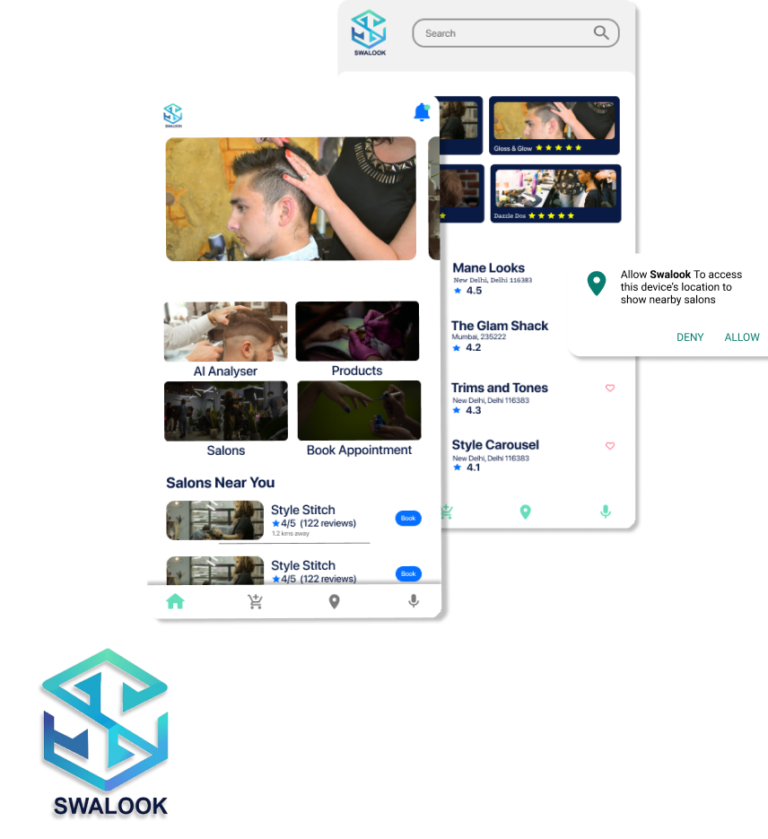 SWALOOK
Search
SWALOOK
Gloss & Glow
Dazzle Doo
Mane Looks
New Delhi, Delhi 116383
4.5
Allow Swalook To access
this device's location to
show nearby salons
DENY ALLOW
The Glam Shack
Mumbai, 235222
4.2
AI Analyser Products
Trims and Tones
New Delhi, Delhi 116383
4.3
Salons Book Appointment
Style Carousel
New Delhi, Delhi 116383
4.1
Salons Near You
Style Stitch
4/5 (122 reviews)
1.2 kms away
Book
Style Stitch
4/5 (122 reviews)
Book
SWALOOK